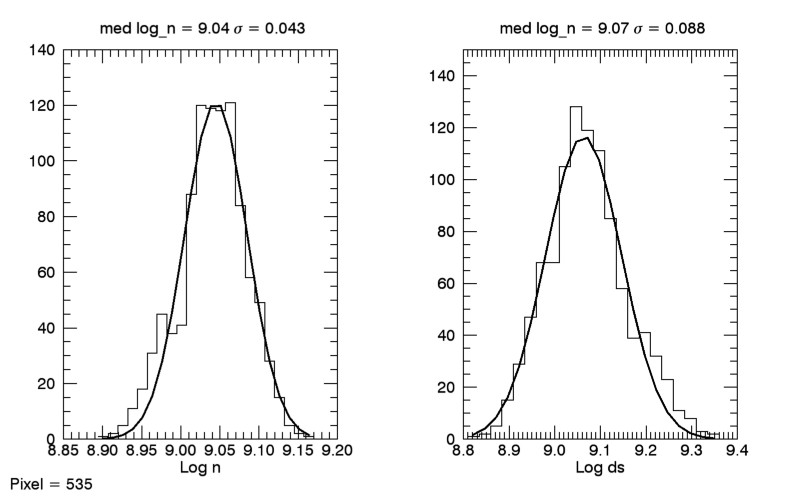 med log_n = 9.04 σ = 0.043
140
120
100
80
60
40
20
0
8.85 8.90 8.95 9.00 9.05 9.10 9.15 9.20
Log n
med log_n = 9.07 σ = 0.088
140
120
100
80
60
40
20
0
8.8 8.9 9.0 9.1 9.2 9.3 9.4
Log ds
Pixel = 535